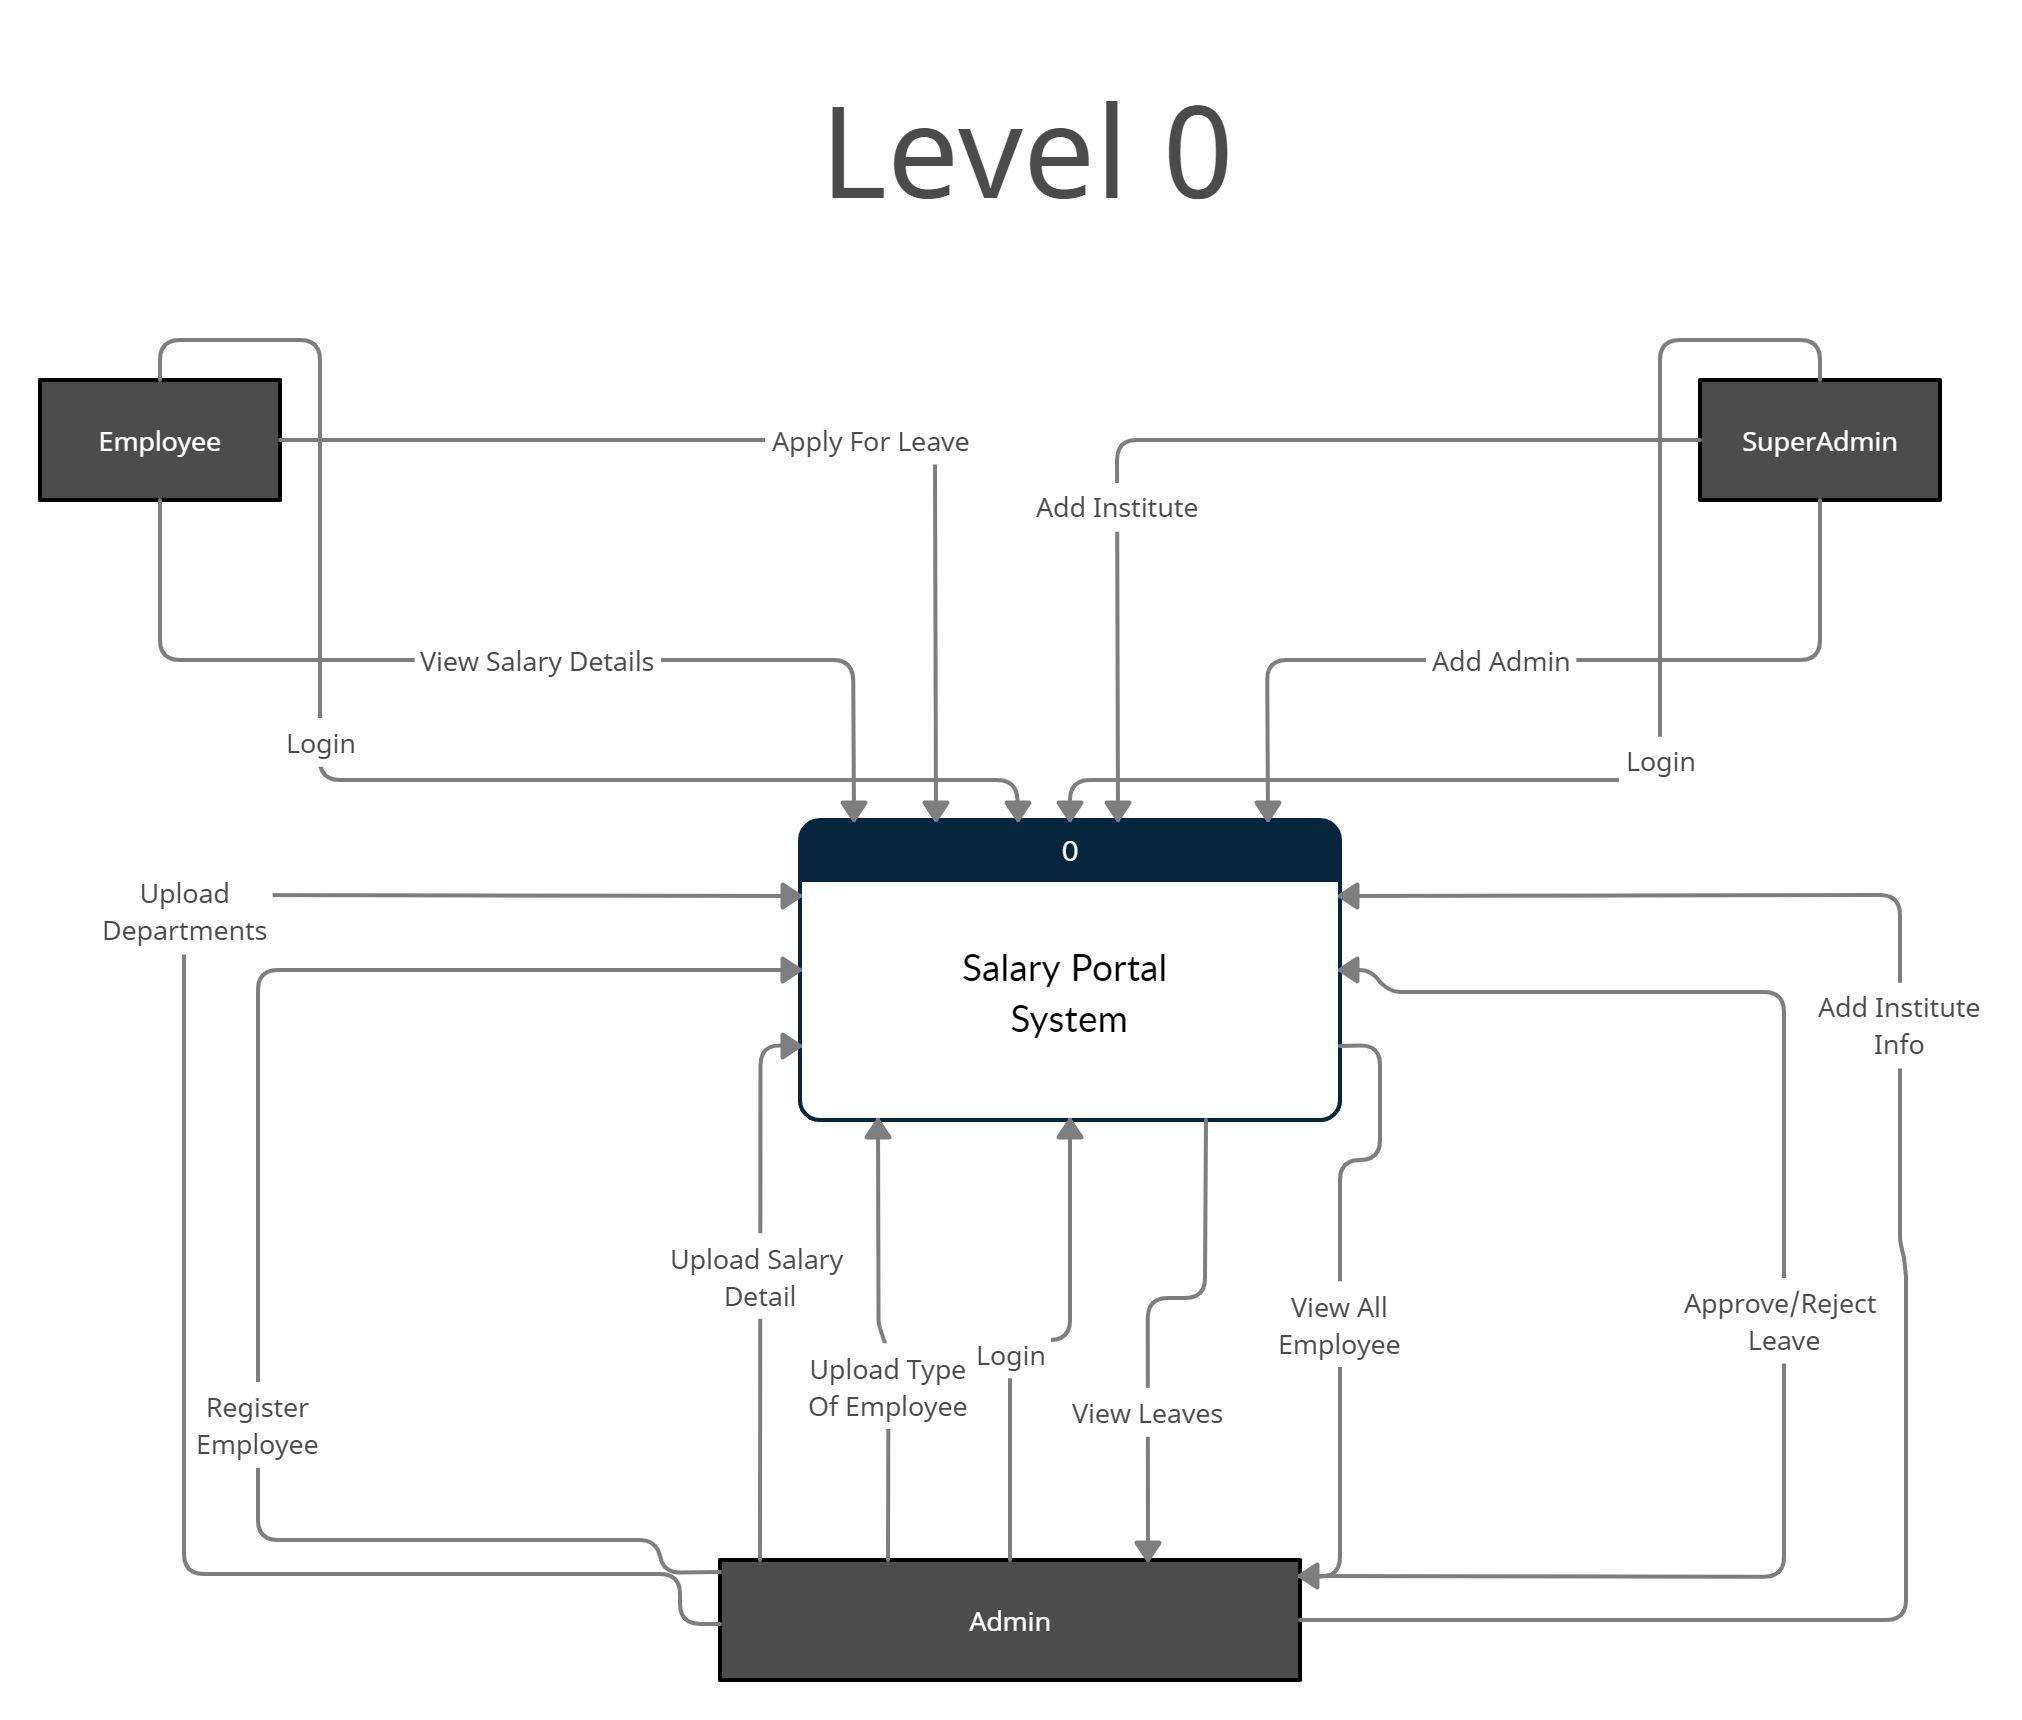 Level 0
Employee
SuperAdmin
Apply For Leave
Add Institute
View Salary Details
Add Admin
Login
Login
0
Upload
Departments
Salary Portal
System
Add Institute
Info
Upload Salary
Detail
View All
Employee
Approve/Reject
Leave
Upload Type
Of Employee
Login
View Leaves
Register
Employee
Admin